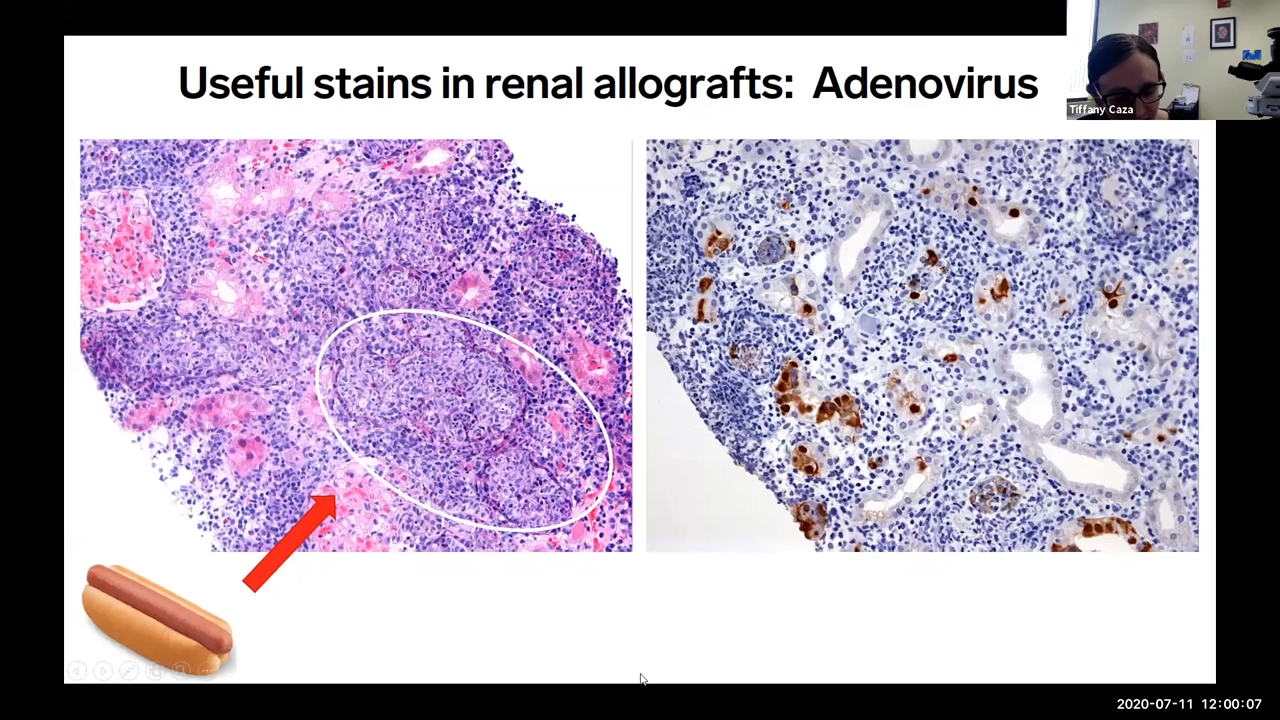 Useful stains in renal allografts: Adenovirus
Tiffany Caza
2020-07-11 12:00:07